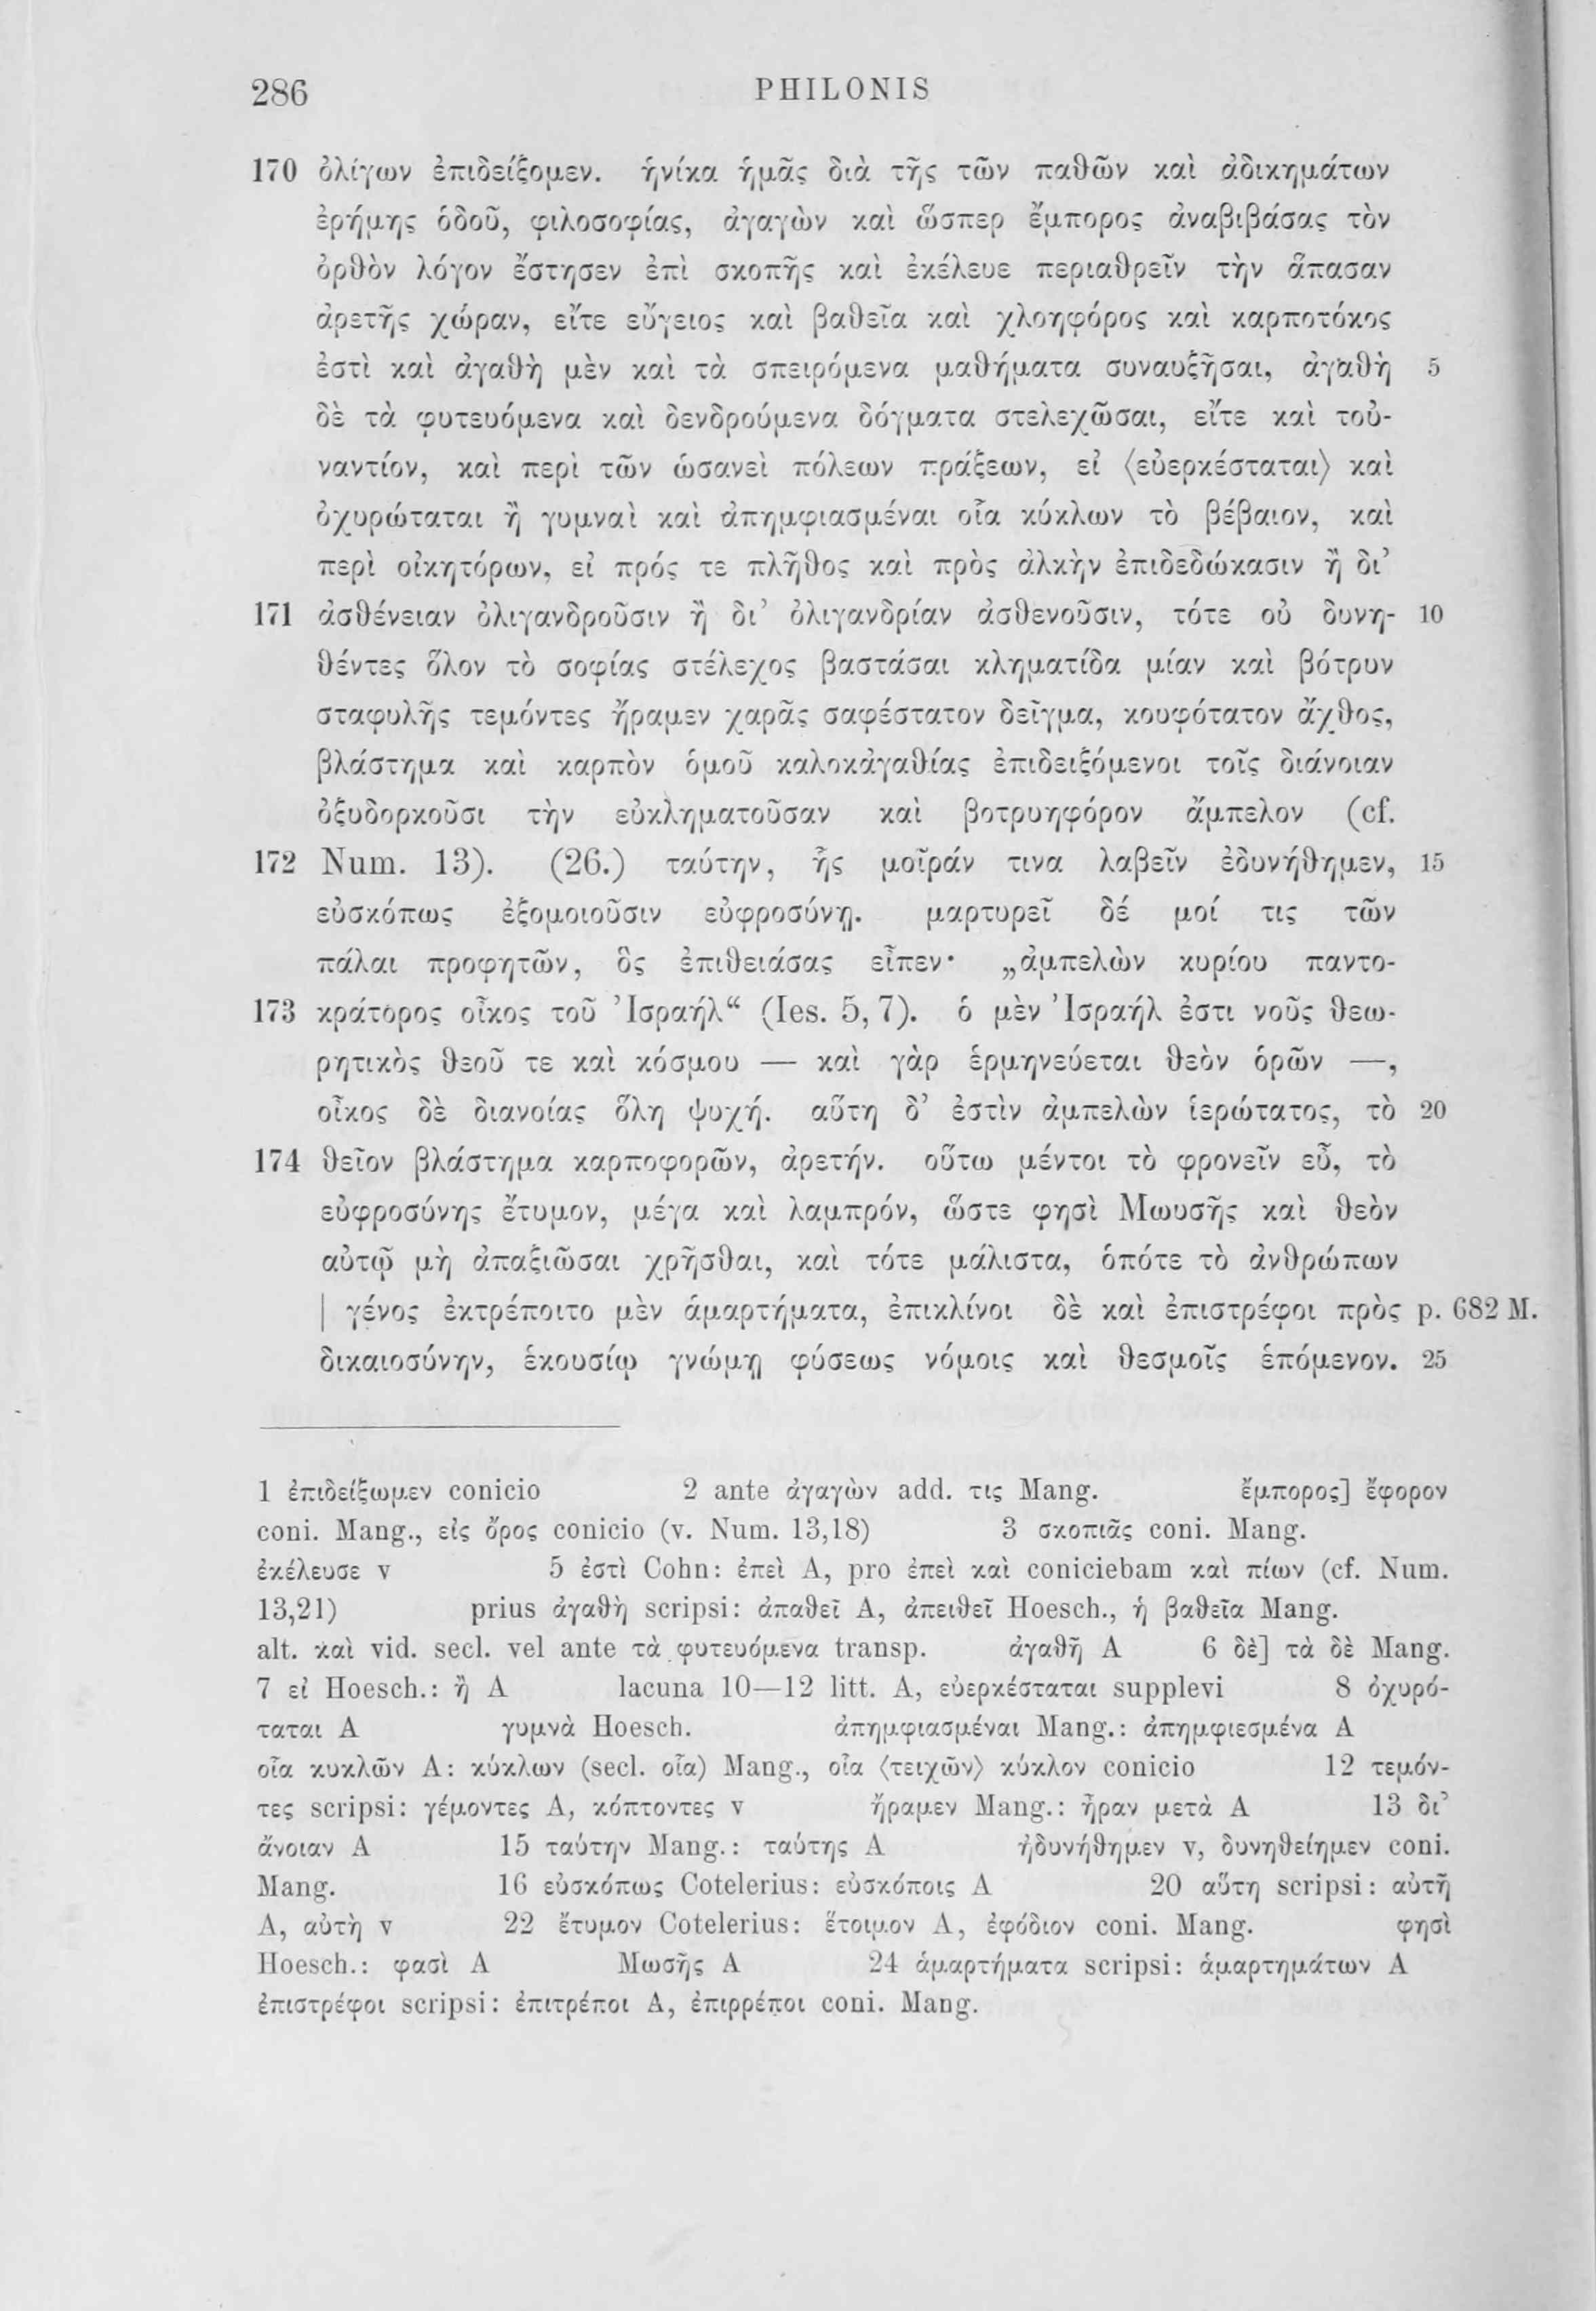 286 PHILONIS
170 ὀλίγων ἐπιδείξομεν. ἡνίκα ἡμᾶς διὰ τῆς τῶν παθῶν καὶ ἀδικημάτων
ἐρήμης ὁδοῦ, φιλοσοφίας, ἀγαγὼν καὶ ὥσπερ ἔμπορος ἀναβιβάσας τὸν
ὀρθὸν λόγον ἔστησεν ἐπὶ σκοπῆς καὶ ἐκέλευε περιαθρεῖν τὴν ἅπασαν
ἀρετῆς χώραν, εἴτε εὔγειος καὶ βαθεῖα καὶ χλοηφόρος καὶ καρποτόκος
ἐστὶ καὶ ἀγαθὴ μὲν καὶ τὰ σπειρόμενα μαθήματα συναυξῆσαι, ἀγαθὴ 5
δὲ τὰ φυτευόμενα καὶ δενδρούμενα δόγματα στελεχῶσαι, εἴτε καὶ τοὐ-
ναντίον, καὶ περὶ τῶν ὡσανεὶ πόλεων πράξεων, εἰ ⟨εὐερκέσταται⟩ καὶ
ὀχυρώταται ἢ γυμναὶ καὶ ἀπημφιασμέναι οἷα κύκλων τὸ βέβαιον, καὶ
περὶ οἰκητόρων, εἰ πρός τε πλῆθος καὶ πρὸς ἀλκὴν ἐπιδεδώκασιν ἢ δι’
171 ἀσθένειαν ὀλιγανδροῦσιν ἢ δι’ ὀλιγανδρίαν ἀσθενοῦσιν, τότε οὐ δυνη- 10
θέντες ὅλον τὸ σοφίας στέλεχος βαστάσαι κληματίδα μίαν καὶ βότρυν
σταφυλῆς τεμόντες ἤραμεν χαρᾶς σαφέστατον δεῖγμα, κουφότατον ἄχθος,
βλάστημα καὶ καρπὸν ὁμοῦ καλοκἀγαθίας ἐπιδειξόμενοι τοῖς διάνοιαν
ὀξυδορκοῦσι τὴν εὐκληματοῦσαν καὶ βοτρυηφόρον ἄμπελον (cf.
172 Num. 13). (26.) ταύτην, ἧς μοῖράν τινα λαβεῖν ἐδυνήθημεν, 15
εὐσκόπως ἐξομοιοῦσιν εὐφροσύνῃ. μαρτυρεῖ δέ μοί τις τῶν
πάλαι προφητῶν, ὃς ἐπιθειάσας εἶπεν· „ἀμπελὼν κυρίου παντο-
173 κράτορος οἶκος τοῦ Ἰσραήλ“ (Ies. 5, 7). ὁ μὲν Ἰσραήλ ἐστι νοῦς θεω-
ρητικὸς θεοῦ τε καὶ κόσμου — καὶ γὰρ ἑρμηνεύεται θεὸν ὁρῶν —,
οἶκος δὲ διανοίας ὅλη ψυχή. αὕτη δ’ ἐστὶν ἀμπελὼν ἱερώτατος, τὸ 20
174 θεῖον βλάστημα καρποφορῶν, ἀρετήν. οὕτω μέντοι τὸ φρονεῖν εὖ, τὸ
εὐφροσύνης ἔτυμον, μέγα καὶ λαμπρόν, ὥστε φησὶ Μωυσῆς καὶ θεὸν
αὐτῷ μὴ ἀπαξιῶσαι χρῆσθαι, καὶ τότε μάλιστα, ὁπότε τὸ ἀνθρώπων
| γένος ἐκτρέποιτο μὲν ἁμαρτήματα, ἐπικλίνοι δὲ καὶ ἐπιστρέφοι πρὸς p. 682 M.
δικαιοσύνην, ἑκουσίῳ γνώμῃ φύσεως νόμοις καὶ θεσμοῖς ἑπόμενον. 25
1 ἐπιδείξωμεν conicio 2 ante ἀγαγὼν add. τις Mang. ἔμπορος] ἔφορον
coni. Mang., εἰς ὄρος conicio (v. Num. 13,18) 3 σκοπιᾶς coni. Mang.
ἐκέλευσε v 5 ἐστὶ Cohn: ἐπεὶ A, pro ἐπεὶ καὶ coniciebam καὶ πίων (cf. Num.
13,21) prius ἀγαθὴ scripsi: ἀπαθεῖ A, ἀπειθεῖ Hoesch., ἡ βαθεῖα Mang.
alt. καὶ vid. secl. vel ante τὰ φυτευόμενα transp. ἀγαθῇ A 6 δὲ] τὰ δὲ Mang.
7 εἰ Hoesch.: ἢ A lacuna 10—12 litt. A, εὐερκέσταται supplevi 8 ὀχυρό-
ταται A γυμνὰ Hoesch. ἀπημφιασμέναι Mang.: ἀπημφιεσμένα A
οἷα κυκλῶν A: κύκλων (secl. οἷα) Mang., οἷα ⟨τειχῶν⟩ κύκλον conicio 12 τεμόν-
τες scripsi: γέμοντες A, κόπτοντες v ἤραμεν Mang.: ἦραν μετὰ A 13 δι’
ἄνοιαν A 15 ταύτην Mang.: ταύτης A ἠδυνήθημεν v, δυνηθείημεν coni.
Mang. 16 εὐσκόπως Cotelerius: εὐσκόποις A 20 αὕτη scripsi: αὐτῆ
A, αὐτὴ v 22 ἔτυμον Cotelerius: ἕτοιμον A, ἐφόδιον coni. Mang. φησὶ
Hoesch.: φασὶ A Μωσῆς A 24 ἁμαρτήματα scripsi: ἁμαρτημάτων A
ἐπιστρέφοι scripsi: ἐπιτρέποι A, ἐπιρρέποι coni. Mang.